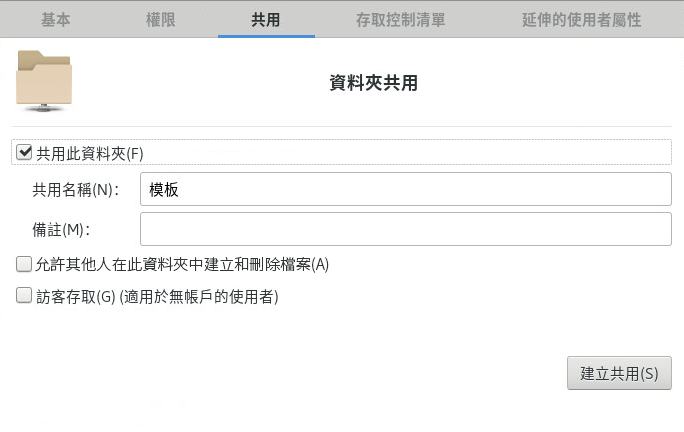 基本 權限 共用 存取控制清單 延伸的使用者屬性
資料夾共用
共用此資料夾(F)
共用名稱(N)： 模板
備註(M)：
允許其他人在此資料夾中建立和刪除檔案(A)
訪客存取(G) (適用於無帳戶的使用者)
建立共用(S)